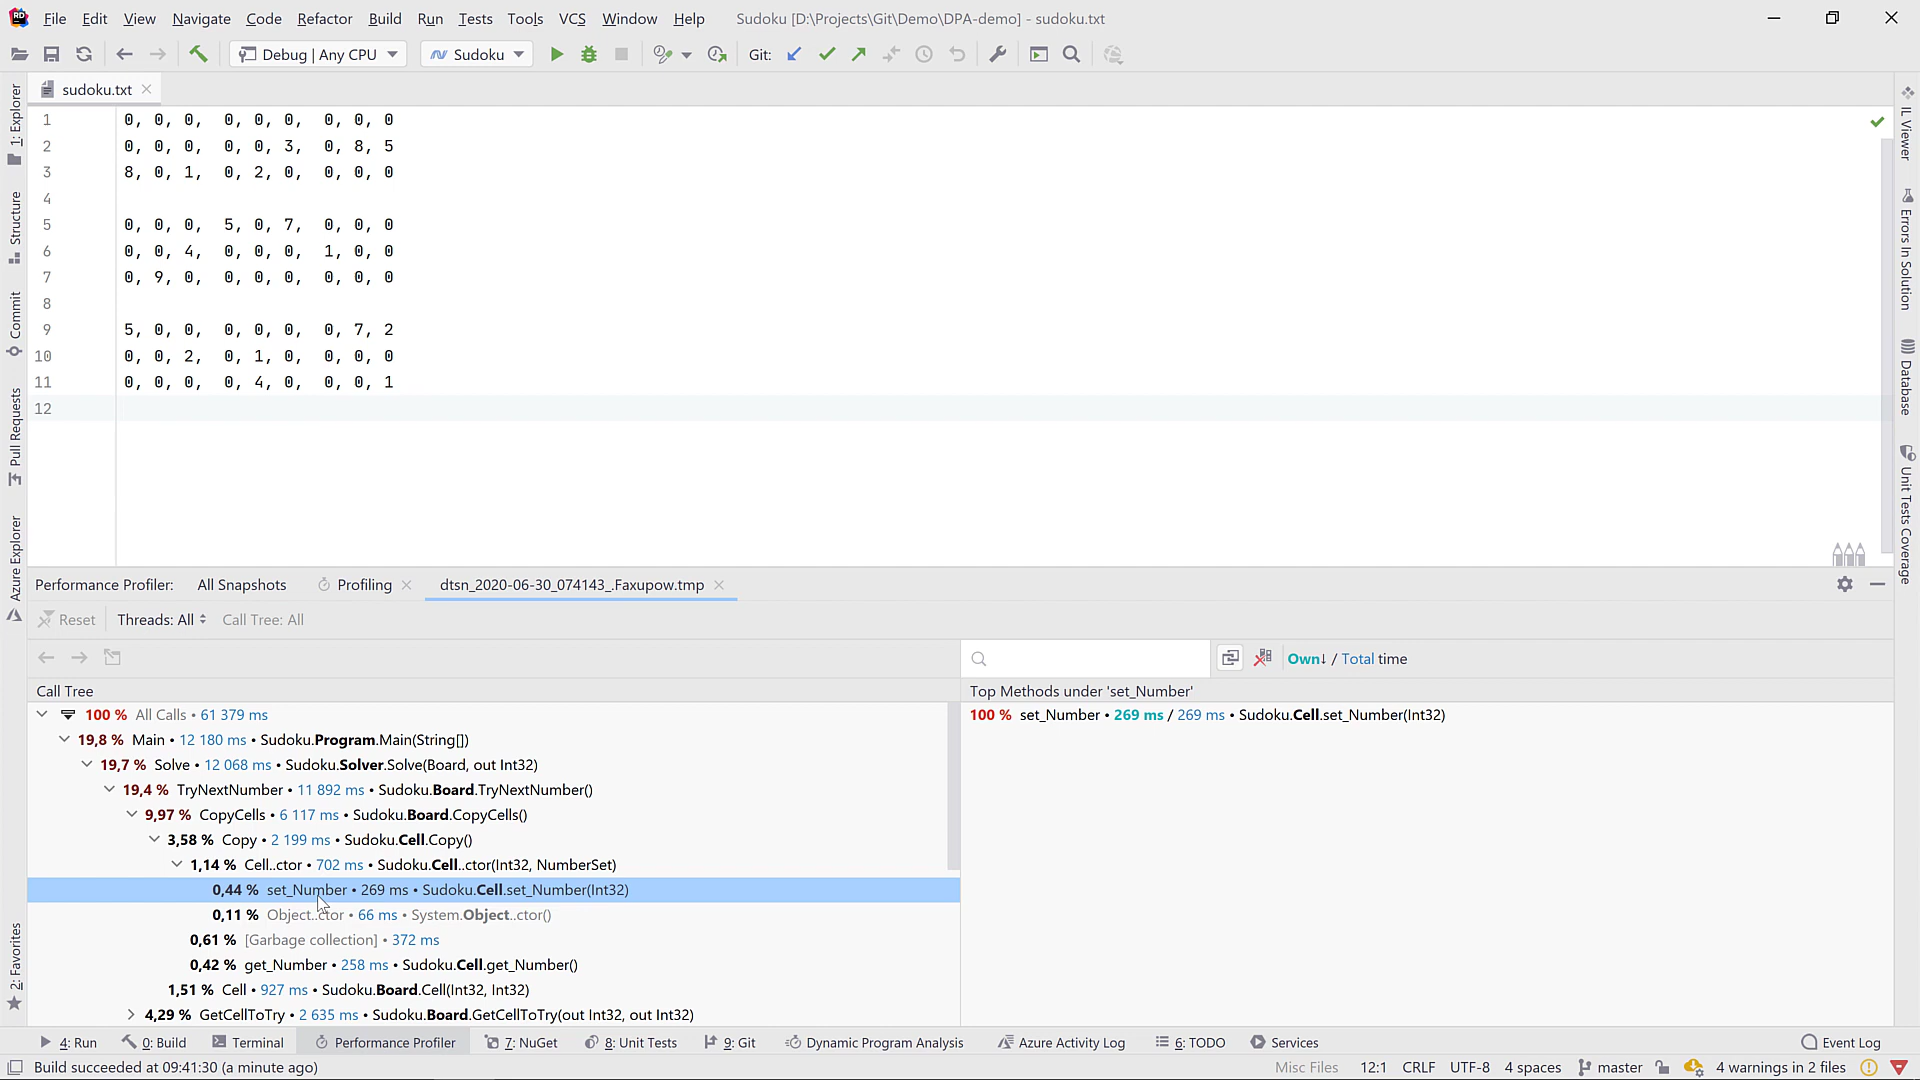 File Edit View Navigate Code Refactor Build Run Tests Tools VCS Window Help Sudoku [D:\Projects\Git\Demo\DPA-demo] - sudoku.txt
Debug | Any CPU Sudoku Git:
sudoku.txt
1 0, 0, 0, 0, 0, 0, 0, 0, 0
2 0, 0, 0, 0, 0, 3, 0, 8, 5
3 8, 0, 1, 0, 2, 0, 0, 0, 0
4
5 0, 0, 0, 5, 0, 7, 0, 0, 0
6 0, 0, 4, 0, 0, 0, 1, 0, 0
7 0, 9, 0, 0, 0, 0, 0, 0, 0
8
9 5, 0, 0, 0, 0, 0, 0, 7, 2
10 0, 0, 2, 0, 1, 0, 0, 0, 0
11 0, 0, 0, 0, 4, 0, 0, 0, 1
12
1: Explorer
Structure
Commit
Pull Requests
Azure Explorer
2: Favorites
IL Viewer
Errors In Solution
Database
Unit Tests Coverage
Performance Profiler: All Snapshots Profiling dtsn_2020-06-30_074143_.Faxupow.tmp
Reset Threads: All Call Tree: All
Own↓ / Total time
Call Tree
100 % All Calls • 61 379 ms
19,8 % Main • 12 180 ms • Sudoku.Program.Main(String[])
19,7 % Solve • 12 068 ms • Sudoku.Solver.Solve(Board, out Int32)
19,4 % TryNextNumber • 11 892 ms • Sudoku.Board.TryNextNumber()
9,97 % CopyCells • 6 117 ms • Sudoku.Board.CopyCells()
3,58 % Copy • 2 199 ms • Sudoku.Cell.Copy()
1,14 % Cell..ctor • 702 ms • Sudoku.Cell..ctor(Int32, NumberSet)
0,44 % set_Number • 269 ms • Sudoku.Cell.set_Number(Int32)
0,11 % Object..ctor • 66 ms • System.Object..ctor()
0,61 % [Garbage collection] • 372 ms
0,42 % get_Number • 258 ms • Sudoku.Cell.get_Number()
1,51 % Cell • 927 ms • Sudoku.Board.Cell(Int32, Int32)
4,29 % GetCellToTry • 2 635 ms • Sudoku.Board.GetCellToTry(out Int32, out Int32)
Top Methods under 'set_Number'
100 % set_Number • 269 ms / 269 ms • Sudoku.Cell.set_Number(Int32)
4: Run 0: Build Terminal Performance Profiler 7: NuGet 8: Unit Tests 9: Git Dynamic Program Analysis Azure Activity Log 6: TODO Services Event Log
Build succeeded at 09:41:30 (a minute ago) Misc Files 12:1 CRLF UTF-8 4 spaces master 4 warnings in 2 files